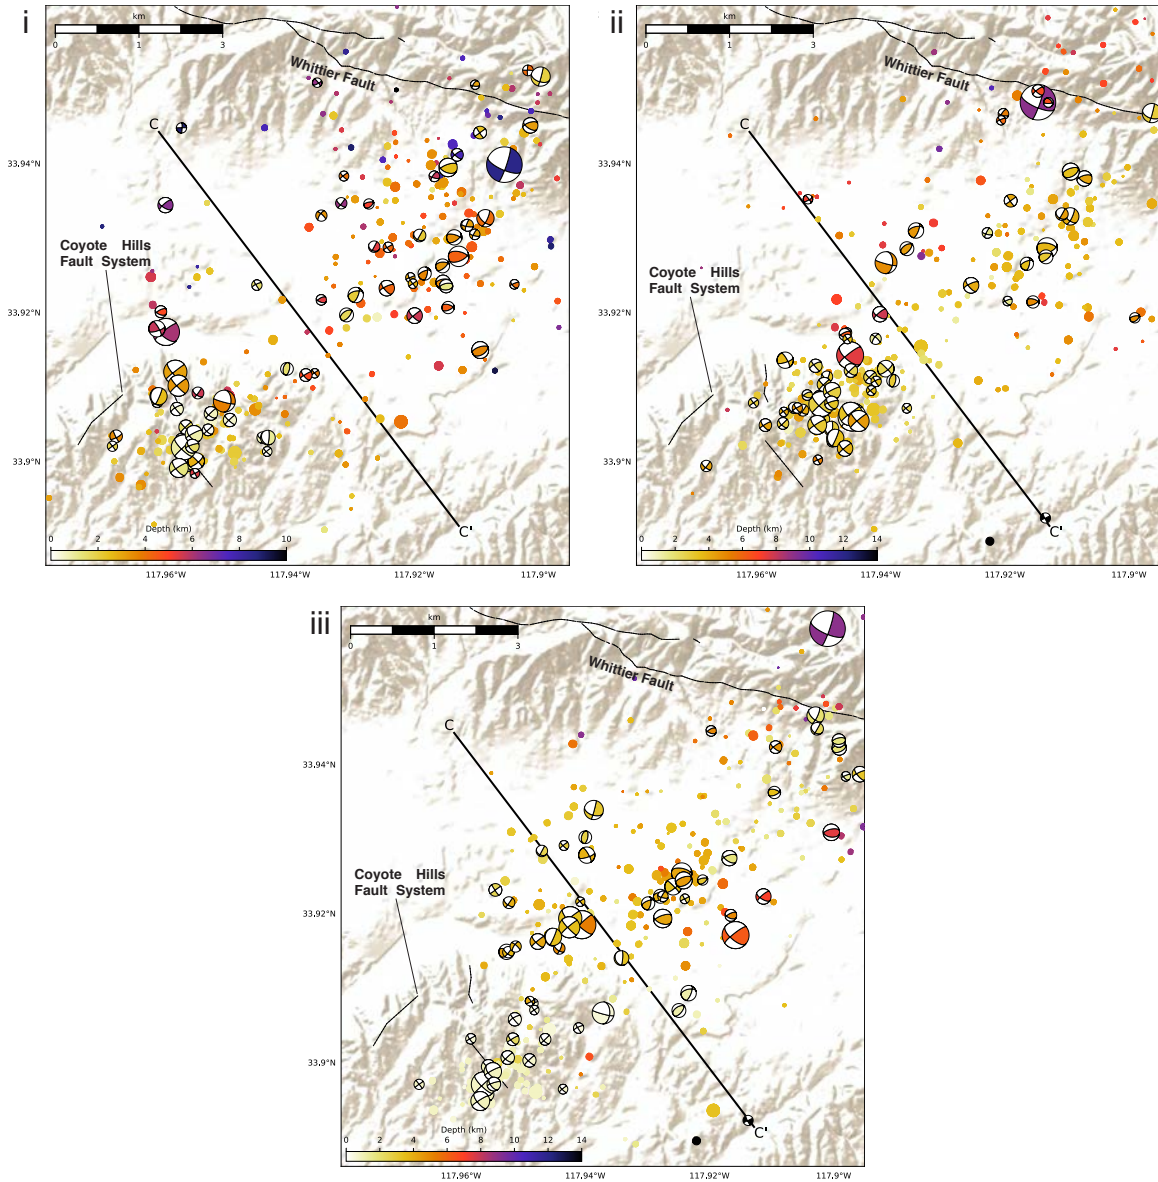 i
km
0
3
Whittier Fault
C
33.94°N
Coyote Hills
Fault System
33.92°N
33.9°N
Depth (km)
0 2 4 6 8 10
C'
117.96°W 117.94°W 117.92°W 117.9°W
ii
km
0 1 2 3
Whittier Fault
C
33.94°N
Coyote Hills
Fault System
33.92°N
33.9°N
Depth (km)
0 2 4 6 8 10 12 14
C'
117.96°W 117.94°W 117.92°W 117.9°W
iii
km
0 1 2 3
Whittier Fault
C
33.94°N
Coyote Hills
Fault System
33.92°N
33.9°N
Depth (km)
0 2 4 6 8 10 12 14
C'
117.96°W 117.94°W 117.92°W 117.9°W